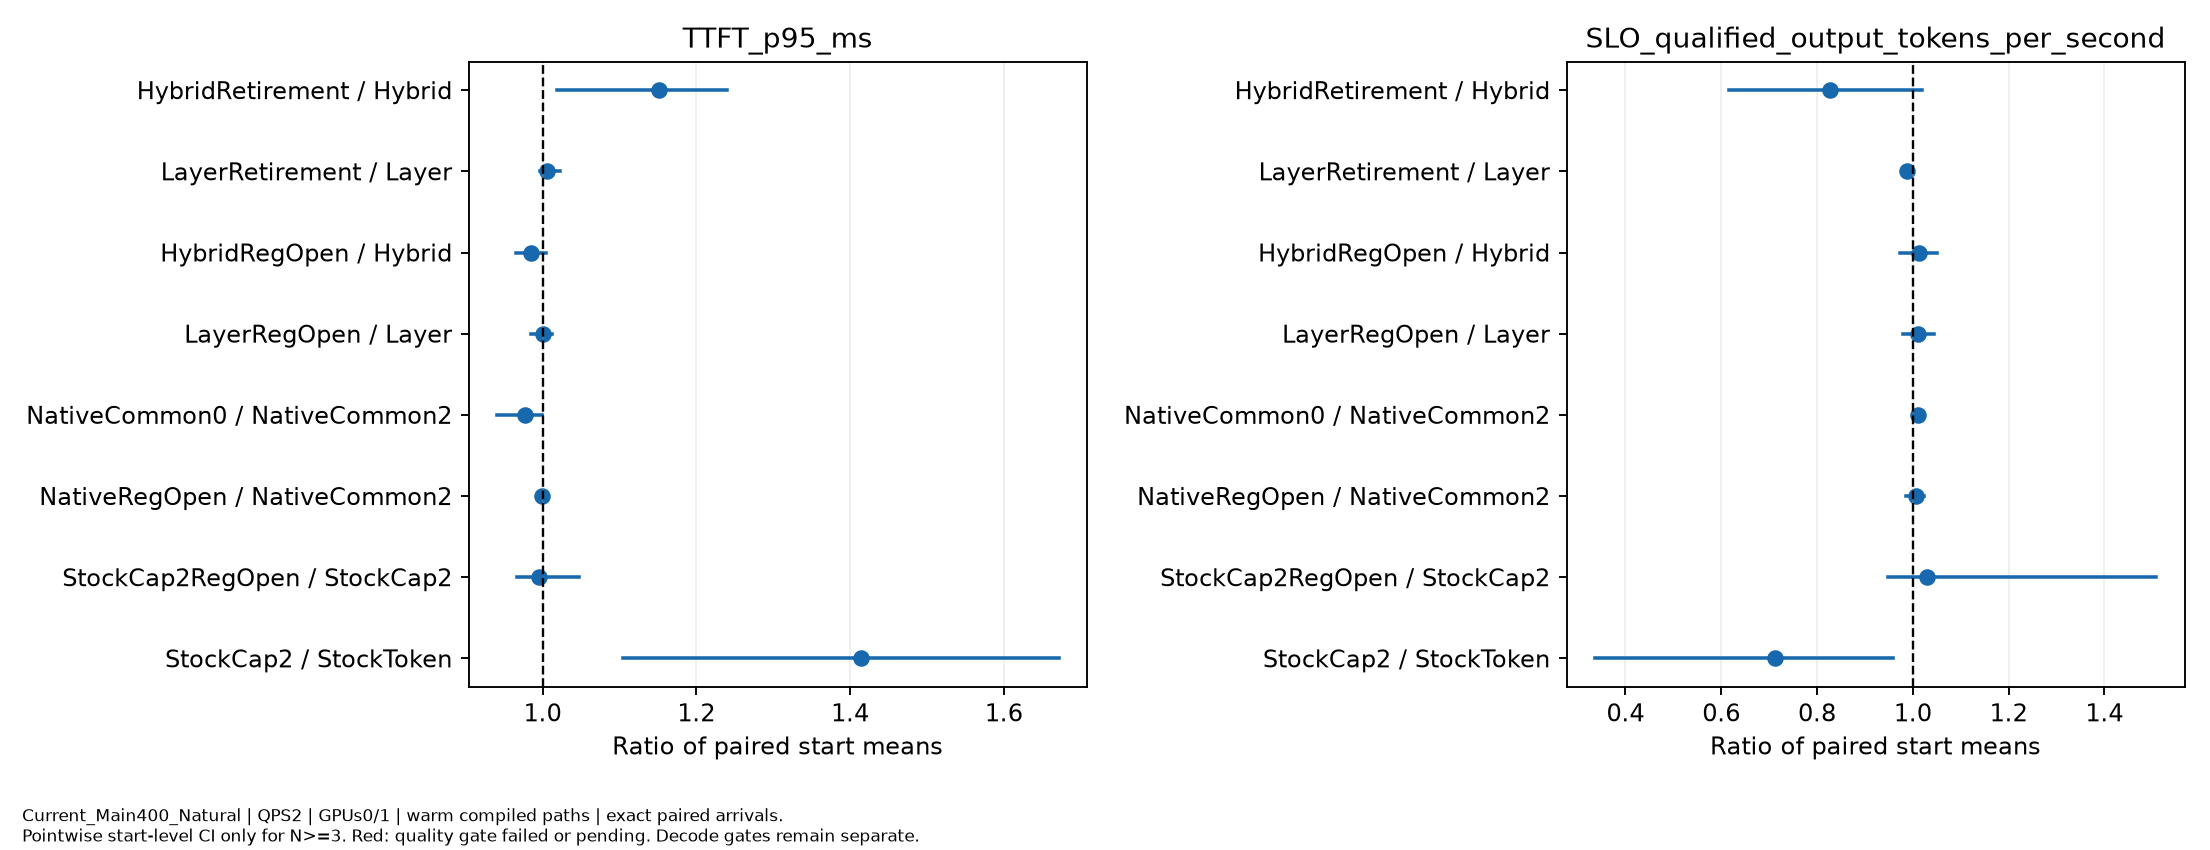 TTFT_p95_ms
HybridRetirement / Hybrid
LayerRetirement / Layer
HybridRegOpen / Hybrid
LayerRegOpen / Layer
NativeCommon0 / NativeCommon2
NativeRegOpen / NativeCommon2
StockCap2RegOpen / StockCap2
StockCap2 / StockToken
1.0 1.2 1.4 1.6
Ratio of paired start means
SLO_qualified_output_tokens_per_second
HybridRetirement / Hybrid
LayerRetirement / Layer
HybridRegOpen / Hybrid
LayerRegOpen / Layer
NativeCommon0 / NativeCommon2
NativeRegOpen / NativeCommon2
StockCap2RegOpen / StockCap2
StockCap2 / StockToken
0.4 0.6 0.8 1.0 1.2 1.4
Ratio of paired start means
Current_Main400_Natural | QPS2 | GPUs0/1 | warm compiled paths | exact paired arrivals.
Pointwise start-level CI only for N>=3. Red: quality gate failed or pending. Decode gates remain separate.